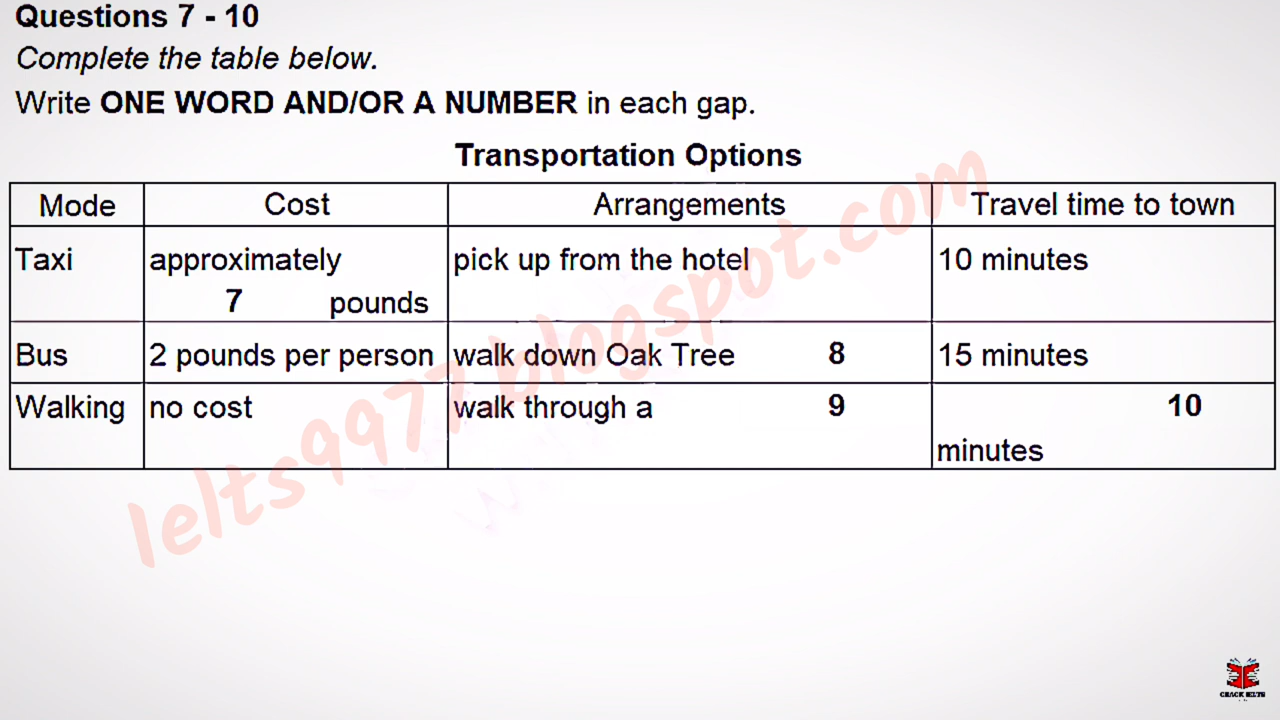 Questions 7 - 10
Complete the table below.
Write ONE WORD AND/OR A NUMBER in each gap.
Transportation Options
Mode Cost Arrangements Travel time to town
Taxi approximately pick up from the hotel 10 minutes
7 pounds
Bus 2 pounds per person walk down Oak Tree 8 15 minutes
Walking no cost walk through a 9 10
minutes
Ielts9977.blogspot.com
CRACK IELTS